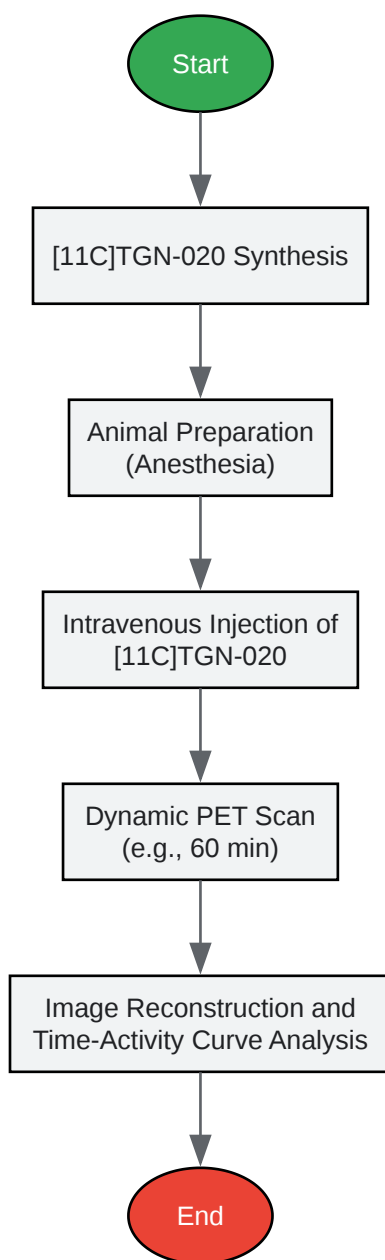 Start
[11C]TGN-020 Synthesis
Animal Preparation
(Anesthesia)
Intravenous Injection of
[11C]TGN-020
Dynamic PET Scan
(e.g., 60 min)
Image Reconstruction and
Time-Activity Curve Analysis
End